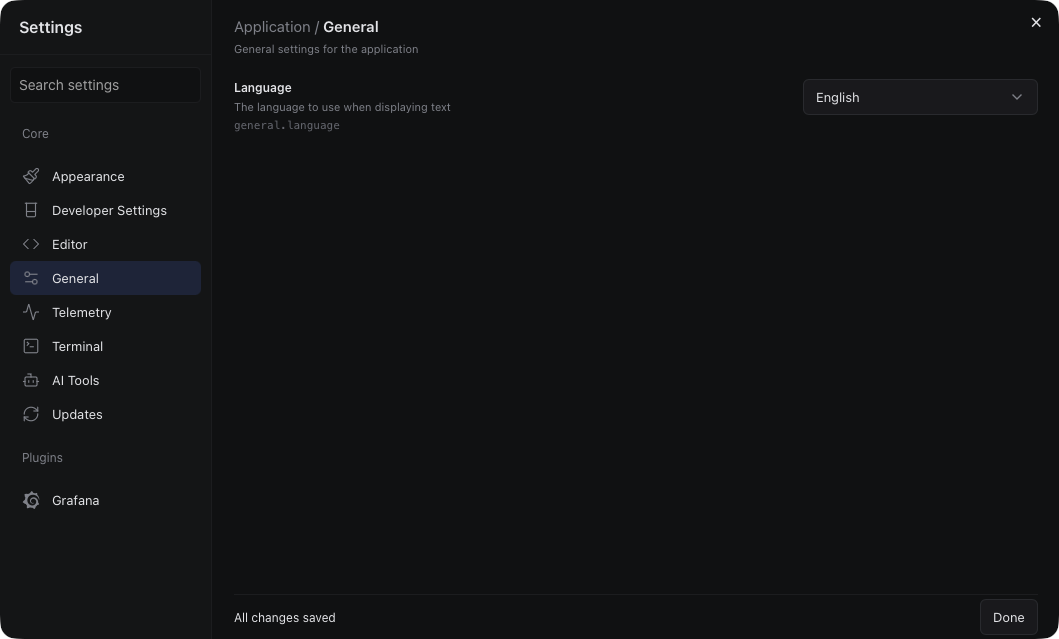 Settings
Search settings
Core
Appearance
Developer Settings
Editor
General
Telemetry
Terminal
AI Tools
Updates
Plugins
Grafana
Application / General
General settings for the application
Language
The language to use when displaying text
general.language
English
All changes saved
Done